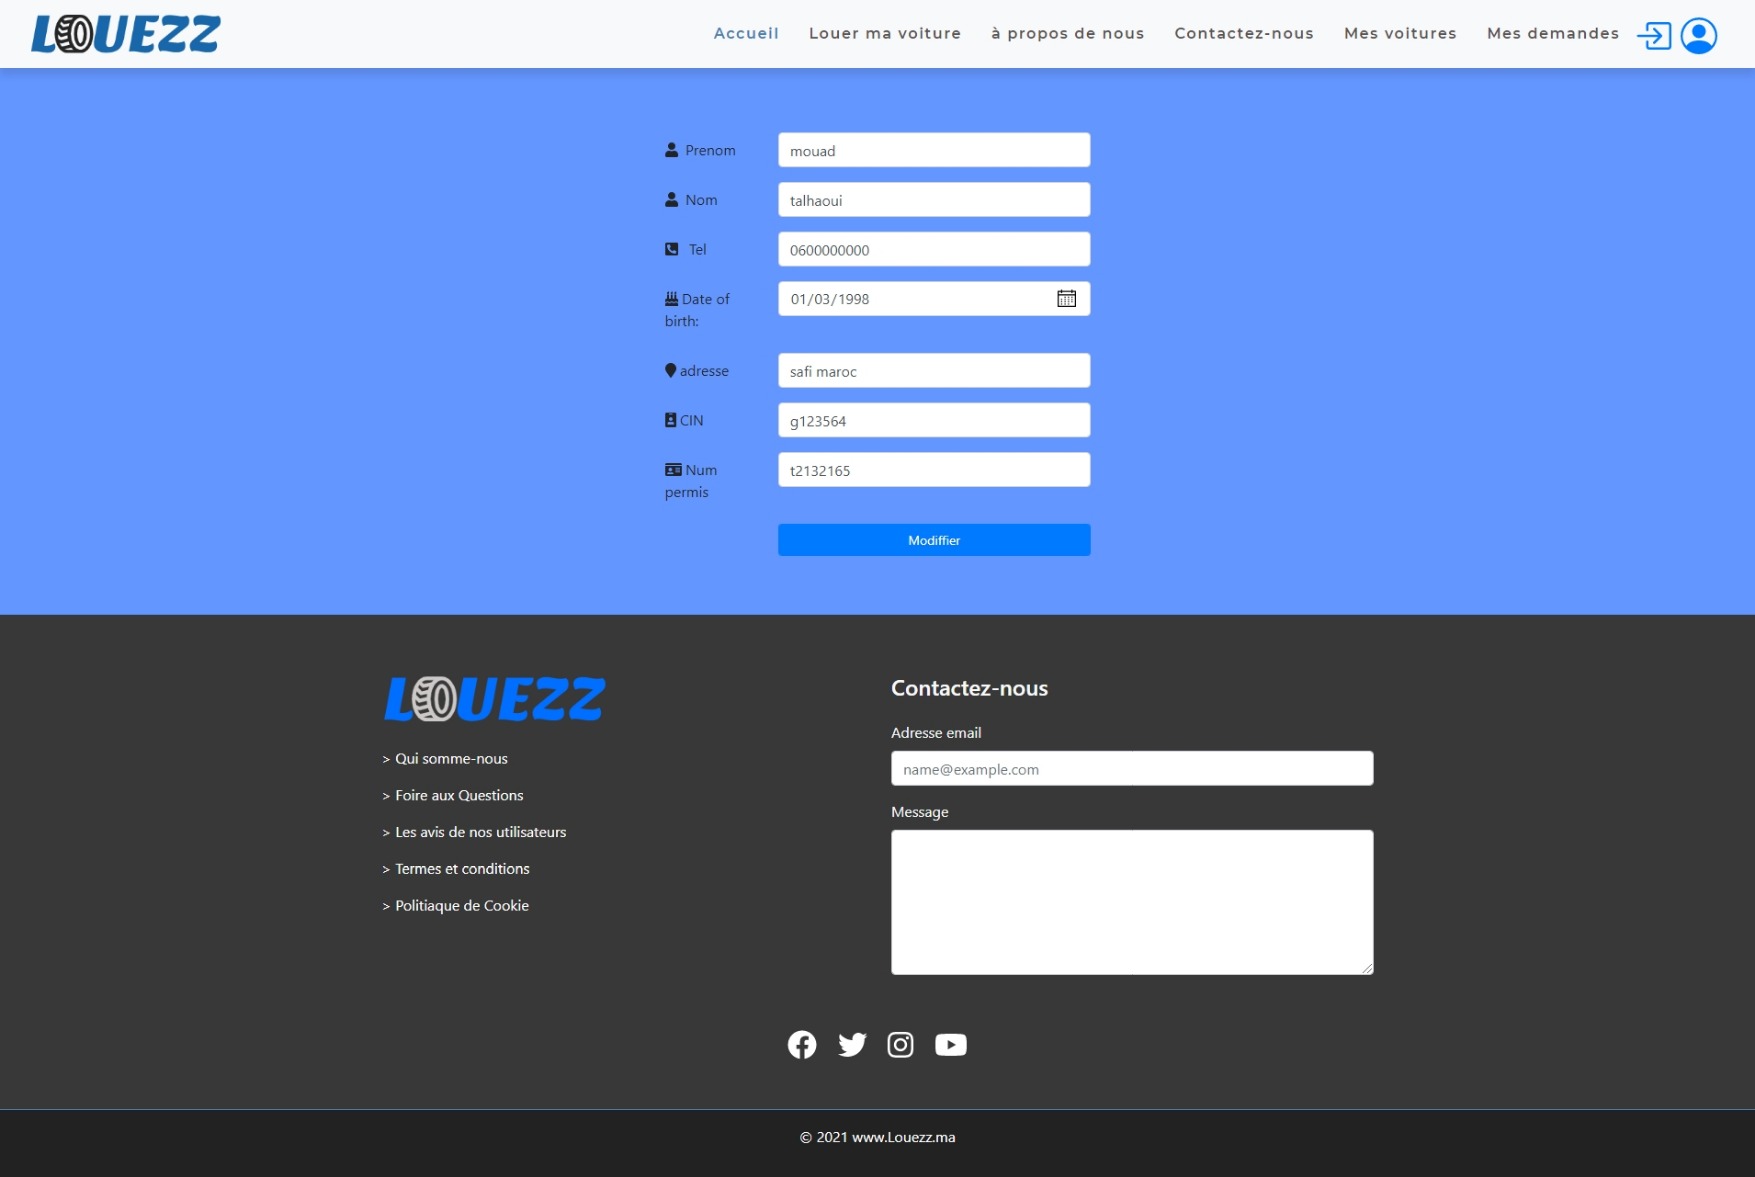 LOUEZZ
Accueil Louer ma voiture à propos de nous Contactez-nous Mes voitures Mes demandes
Prenom mouad
Nom talhaoui
Tel 0600000000
Date of birth: 01/03/1998
adresse safi maroc
CIN g123564
Num permis t2132165
Modiffier
LOUEZZ
> Qui somme-nous
> Foire aux Questions
> Les avis de nos utilisateurs
> Termes et conditions
> Politiaque de Cookie
Contactez-nous
Adresse email
name@example.com
Message
© 2021 www.Louezz.ma